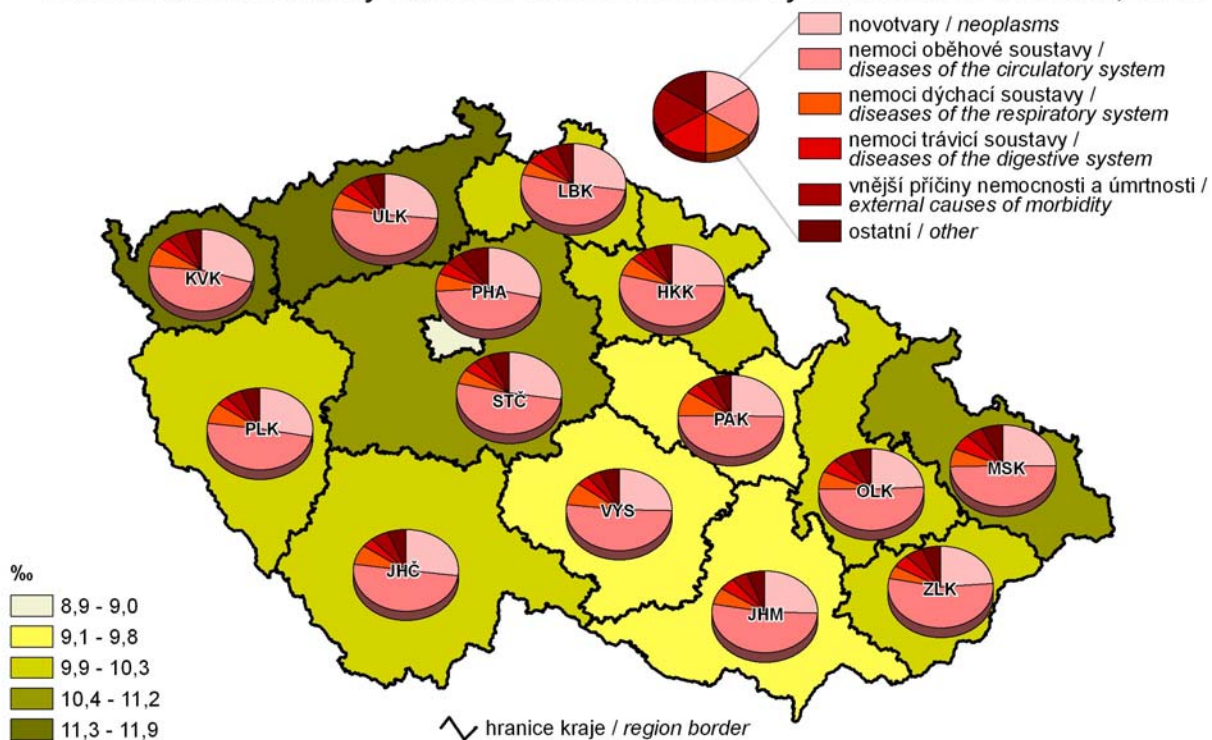 novotvary / neoplasms
nemoci oběhové soustavy /
diseases of the circulatory system
nemoci dýchací soustavy /
diseases of the respiratory system
nemoci trávicí soustavy /
diseases of the digestive system
vnější příčiny nemocnosti a úmrtnosti /
external causes of morbidity
ostatní / other
LBK
ULK
KVK
PHA
HKK
STČ
PLK
PAK
MSK
OLK
VYS
JHČ
ZLK
JHM
‰
8,9 - 9,0
9,1 - 9,8
9,9 - 10,3
10,4 - 11,2
11,3 - 11,9
hranice kraje / region border